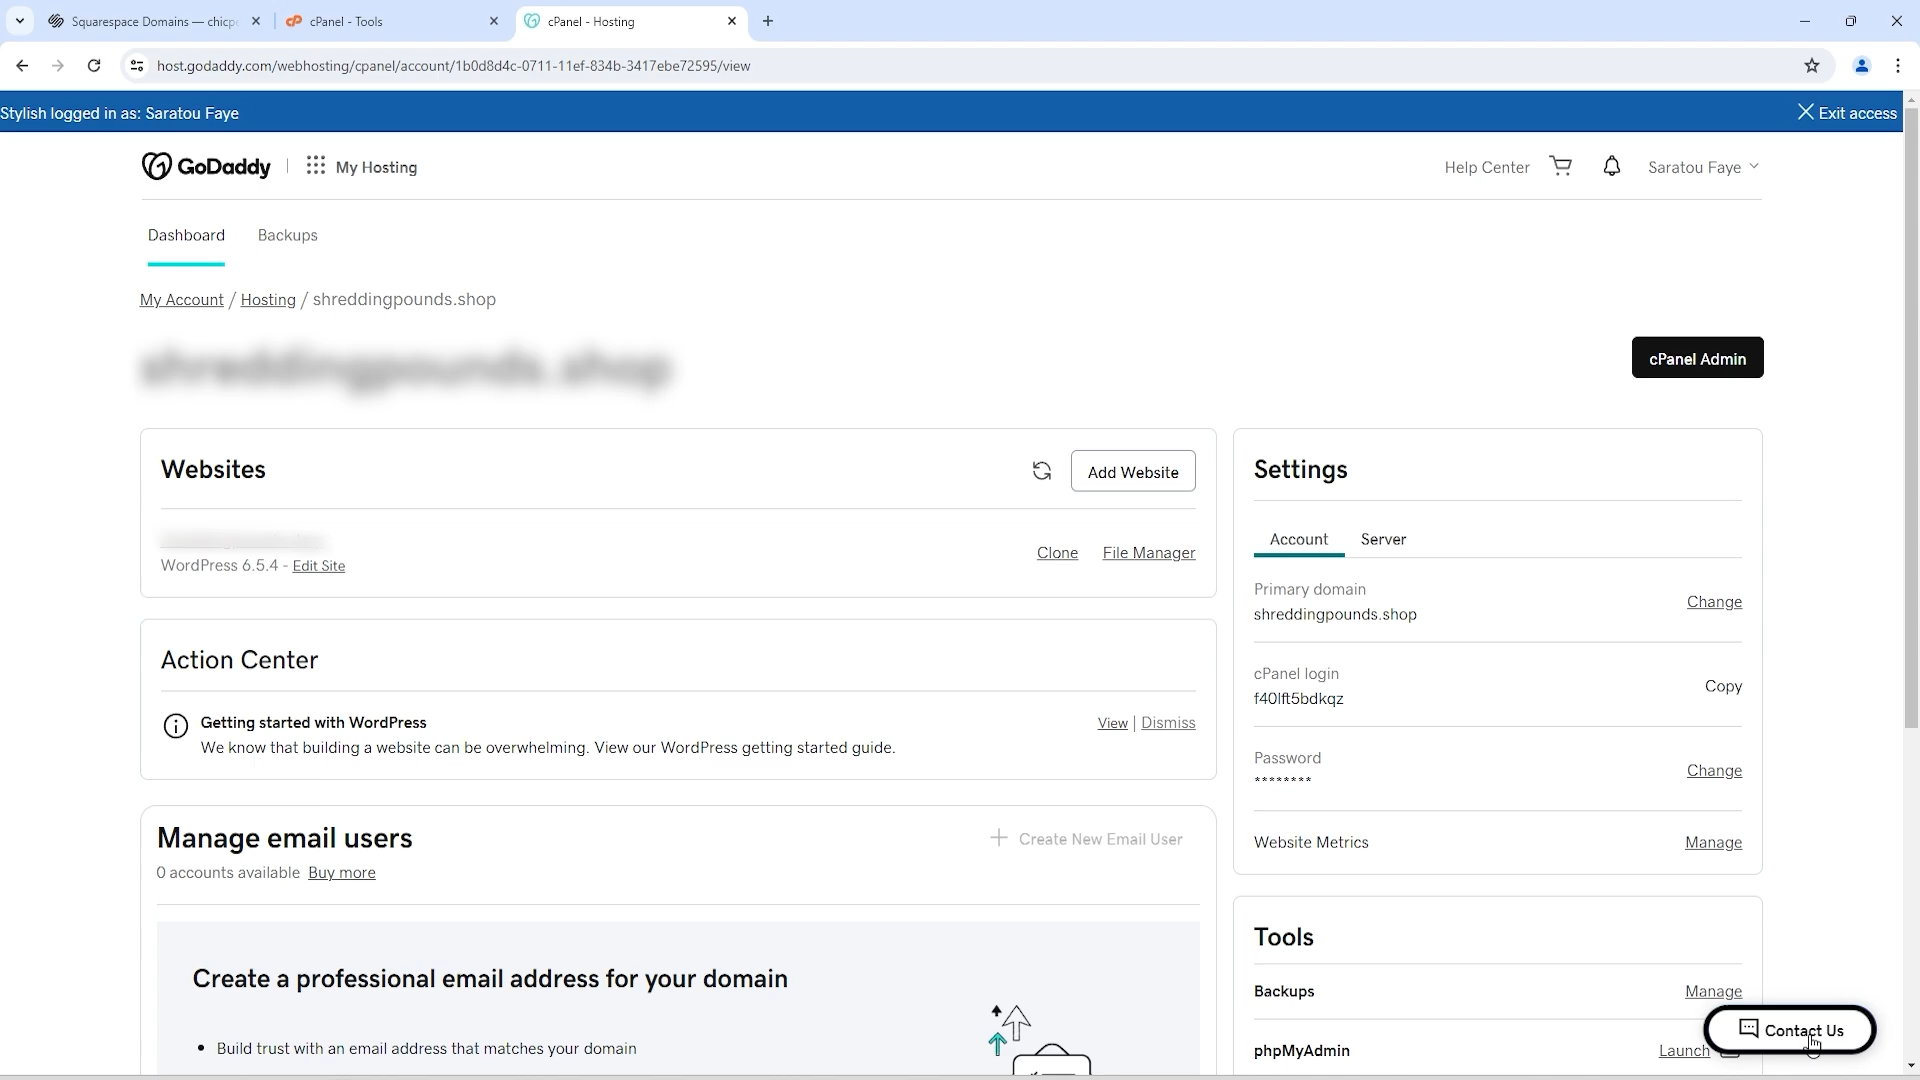 Squarespace Domains — chicp
cPanel - Tools
cPanel - Hosting
host.godaddy.com/webhosting/cpanel/account/1b0d8d4c-0711-11ef-834b-3417ebe72595/view
Stylish logged in as: Saratou Faye
Exit access
GoDaddy
My Hosting
Help Center
Saratou Faye
Dashboard
Backups
My Account / Hosting / shreddingpounds.shop
shreddingpounds.shop
cPanel Admin
Websites
Add Website
WordPress 6.5.4 - Edit Site
Clone
File Manager
Action Center
Getting started with WordPress
View | Dismiss
We know that building a website can be overwhelming. View our WordPress getting started guide.
Manage email users
+ Create New Email User
0 accounts available Buy more
Create a professional email address for your domain
• Build trust with an email address that matches your domain
Settings
Account
Server
Primary domain
shreddingpounds.shop
Change
cPanel login
f40lft5bdkqz
Copy
Password
********
Change
Website Metrics
Manage
Tools
Backups
Manage
phpMyAdmin
Launch
Contact Us